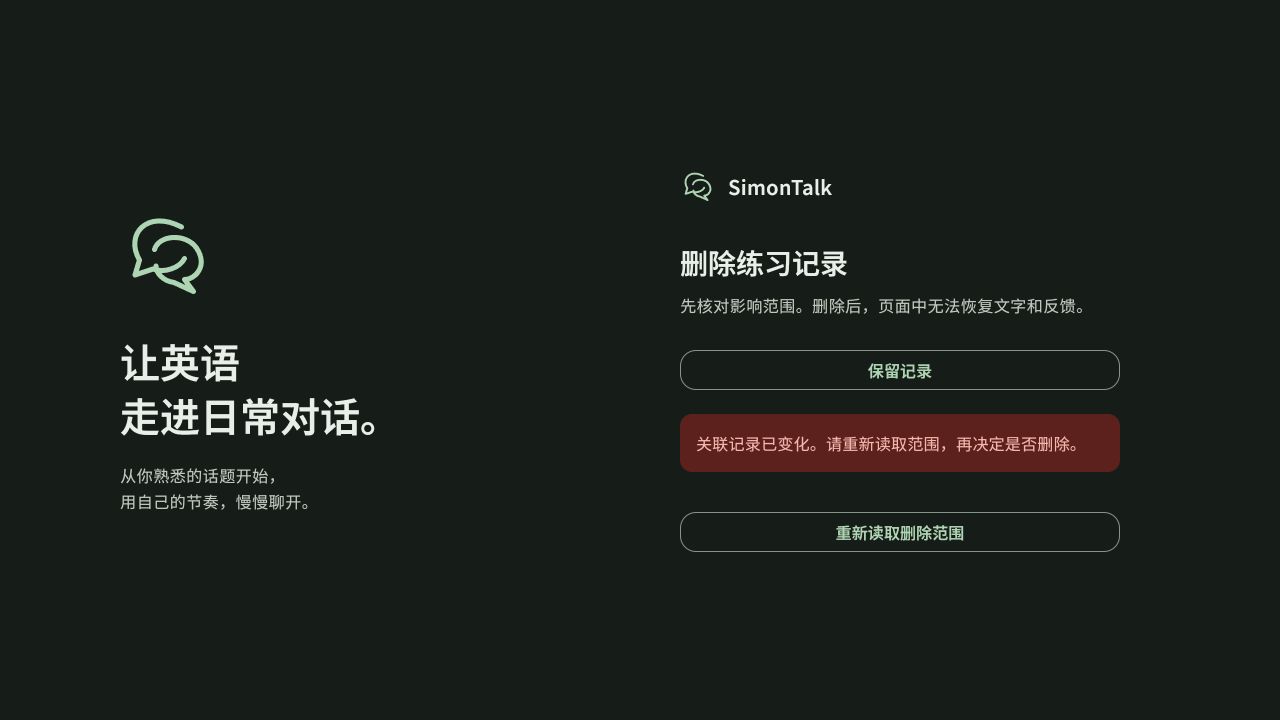 让英语
走进日常对话。
从你熟悉的话题开始，
用自己的节奏，慢慢聊开。
SimonTalk
删除练习记录
先核对影响范围。删除后，页面中无法恢复文字和反馈。
保留记录
关联记录已变化。请重新读取范围，再决定是否删除。
重新读取删除范围